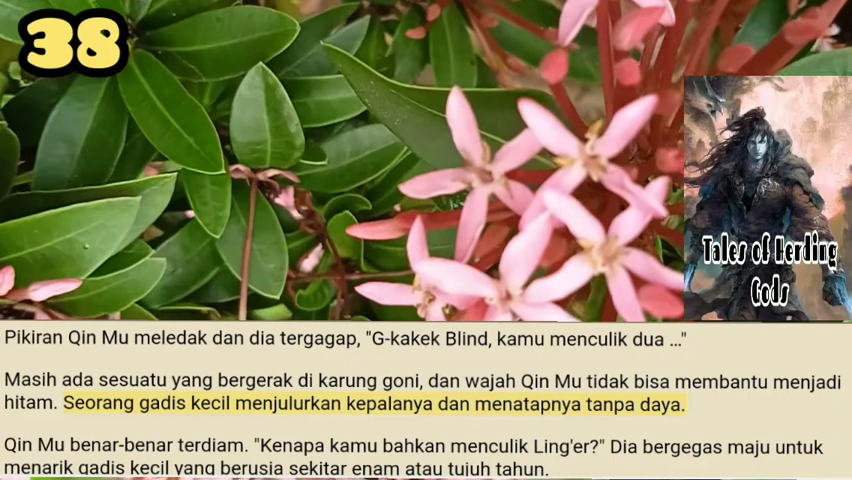 38
Tales of Herding
Gods
Pikiran Qin Mu meledak dan dia tergagap, "G-kakek Blind, kamu menculik dua ..."
Masih ada sesuatu yang bergerak di karung goni, dan wajah Qin Mu tidak bisa membantu menjadi
hitam. Seorang gadis kecil menjulurkan kepalanya dan menatapnya tanpa daya.
Qin Mu benar-benar terdiam. "Kenapa kamu bahkan menculik Ling'er?" Dia bergegas maju untuk
menarik gadis kecil yang berusia sekitar enam atau tujuh tahun.